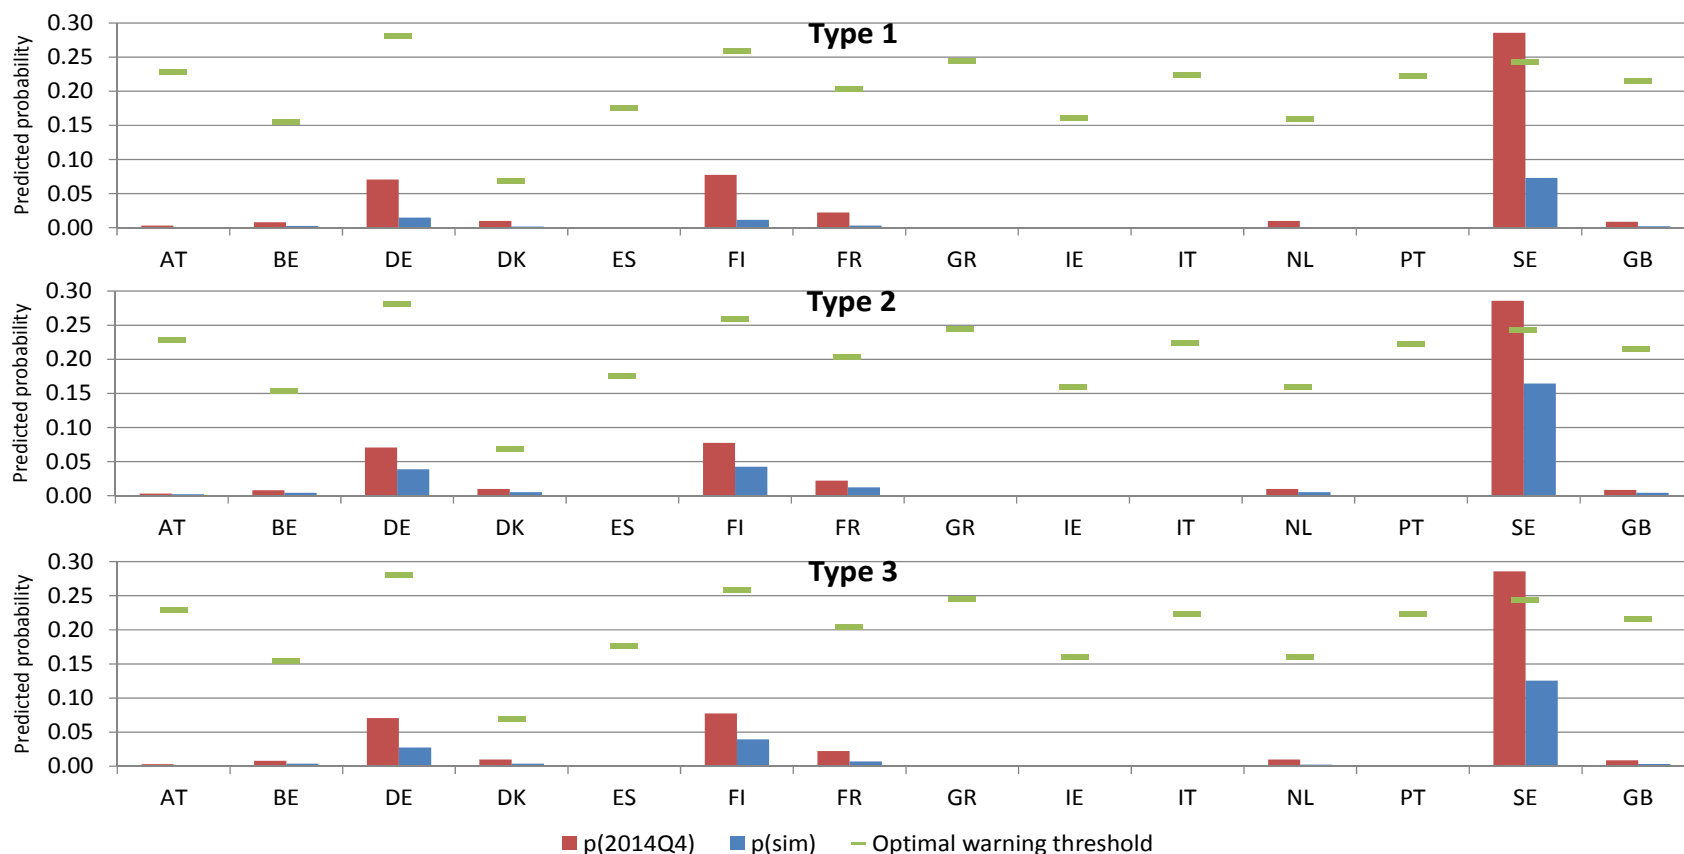 Type 1
Predicted probability
0.30
0.25
0.20
0.15
0.10
0.05
0.00
AT BE DE DK ES FI FR GR IE IT NL PT SE GB
Type 2
Predicted probability
0.30
0.25
0.20
0.15
0.10
0.05
0.00
AT BE DE DK ES FI FR GR IE IT NL PT SE GB
Type 3
Predicted probability
0.30
0.25
0.20
0.15
0.10
0.05
0.00
AT BE DE DK ES FI FR GR IE IT NL PT SE GB
p(2014Q4) p(sim) Optimal warning threshold